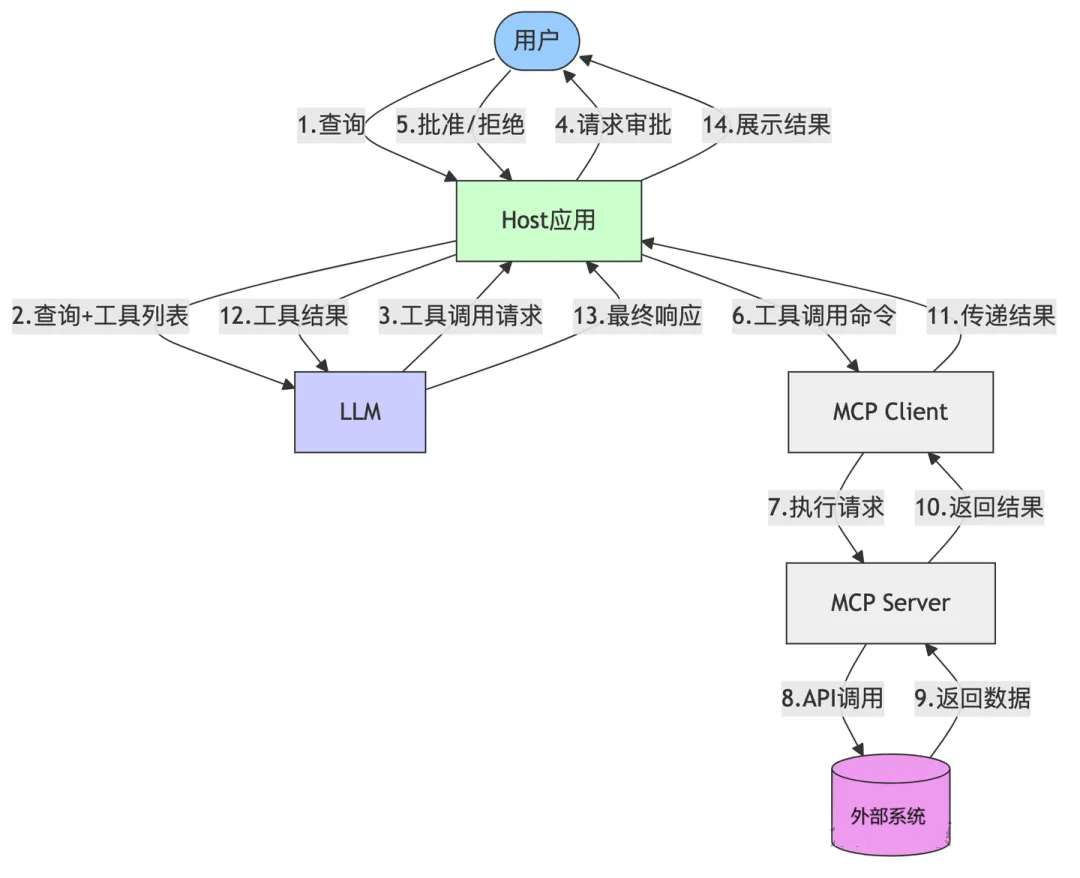 用户
1.查询
5.批准/拒绝
4.请求审批
14.展示结果
Host应用
2.查询+工具列表
12.工具结果
3.工具调用请求
13.最终响应
6.工具调用命令
11.传递结果
LLM
MCP Client
7.执行请求
10.返回结果
MCP Server
8.API调用
9.返回数据
外部系统